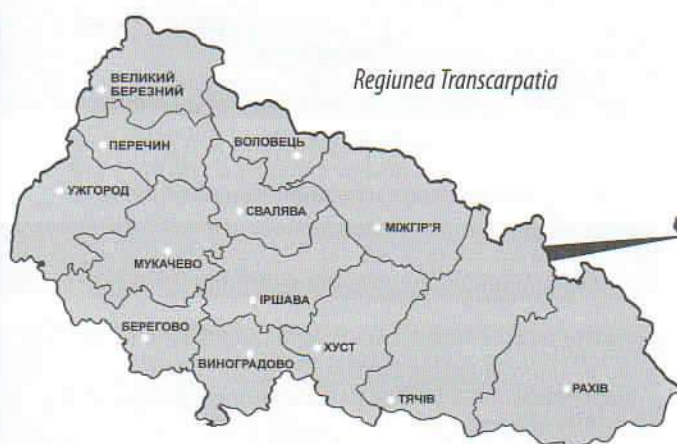 Regiunea Transcarpatia
ВЕЛИКИЙ
БЕРЕЗНИЙ
ПЕРЕЧИН
ВОЛОВЕЦЬ
УЖГОРОД
СВАЛЯВА
МІЖГІР'Я
МУКАЧЕВО
ІРШАВА
БЕРЕГОВО
ВИНОГРАДОВО
ХУСТ
ТЯЧІВ
РАХІВ